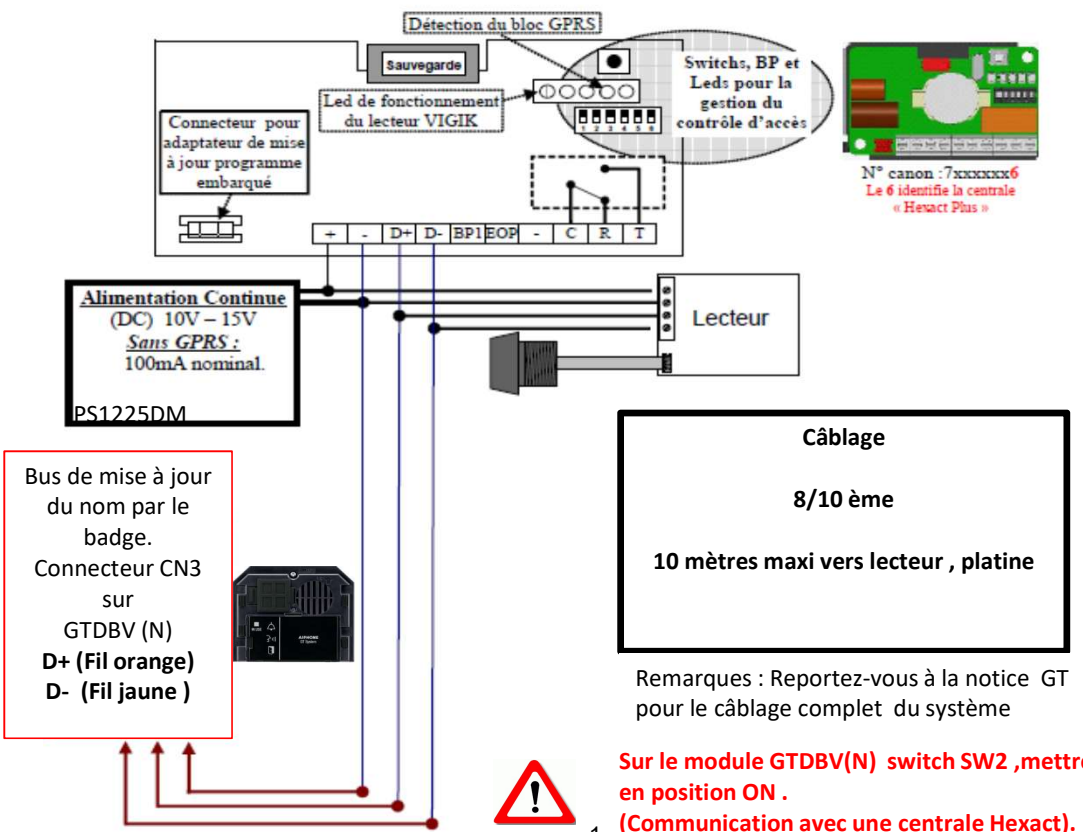 Détection du bloc GPRS
Sauvegarde
Led de fonctionnement
du lecteur VIGIK
Switchs, BP et
Leds pour la
gestion du
contrôle d'accès
1 2 3 4 5 6
Connecteur pour
adaptateur de mise
à jour programme
embarqué
N° canon :7xxxxxx6
Le 6 identifie la centrale
« Hexact Plus »
+ - D+ D- BP1 EOP - C R T
Alimentation Continue
(DC) 10V – 15V
Sans GPRS :
100mA nominal.
PS1225DM
Lecteur
Câblage
8/10 ème
10 mètres maxi vers lecteur , platine
Bus de mise à jour
du nom par le
badge.
Connecteur CN3
sur
GTDBV (N)
D+ (Fil orange)
D- (Fil jaune )
AIPHONE
GT System
Remarques : Reportez-vous à la notice GT
pour le câblage complet du système
!
Sur le module GTDBV(N) switch SW2 ,mettre
en position ON .
(Communication avec une centrale Hexact).